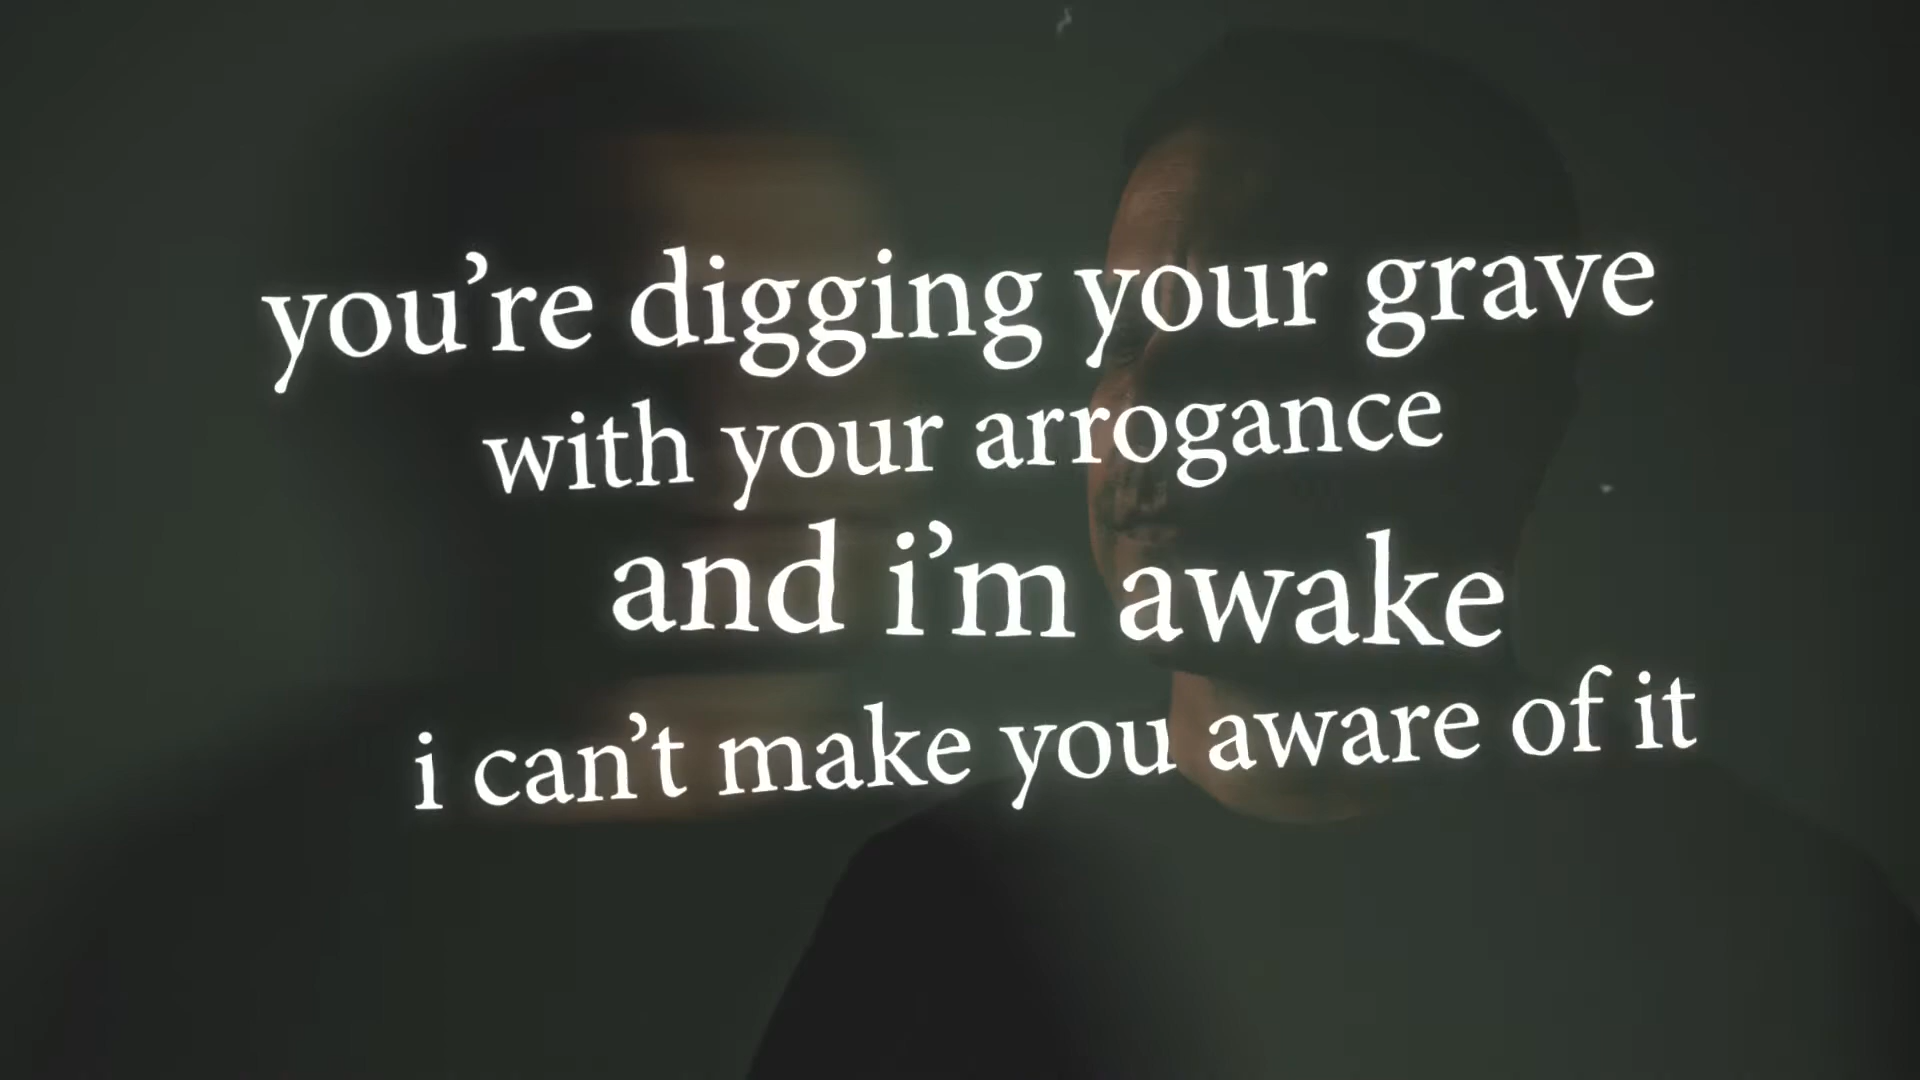 you’re digging your grave
with your arrogance
and i’m awake
i can’t make you aware of it